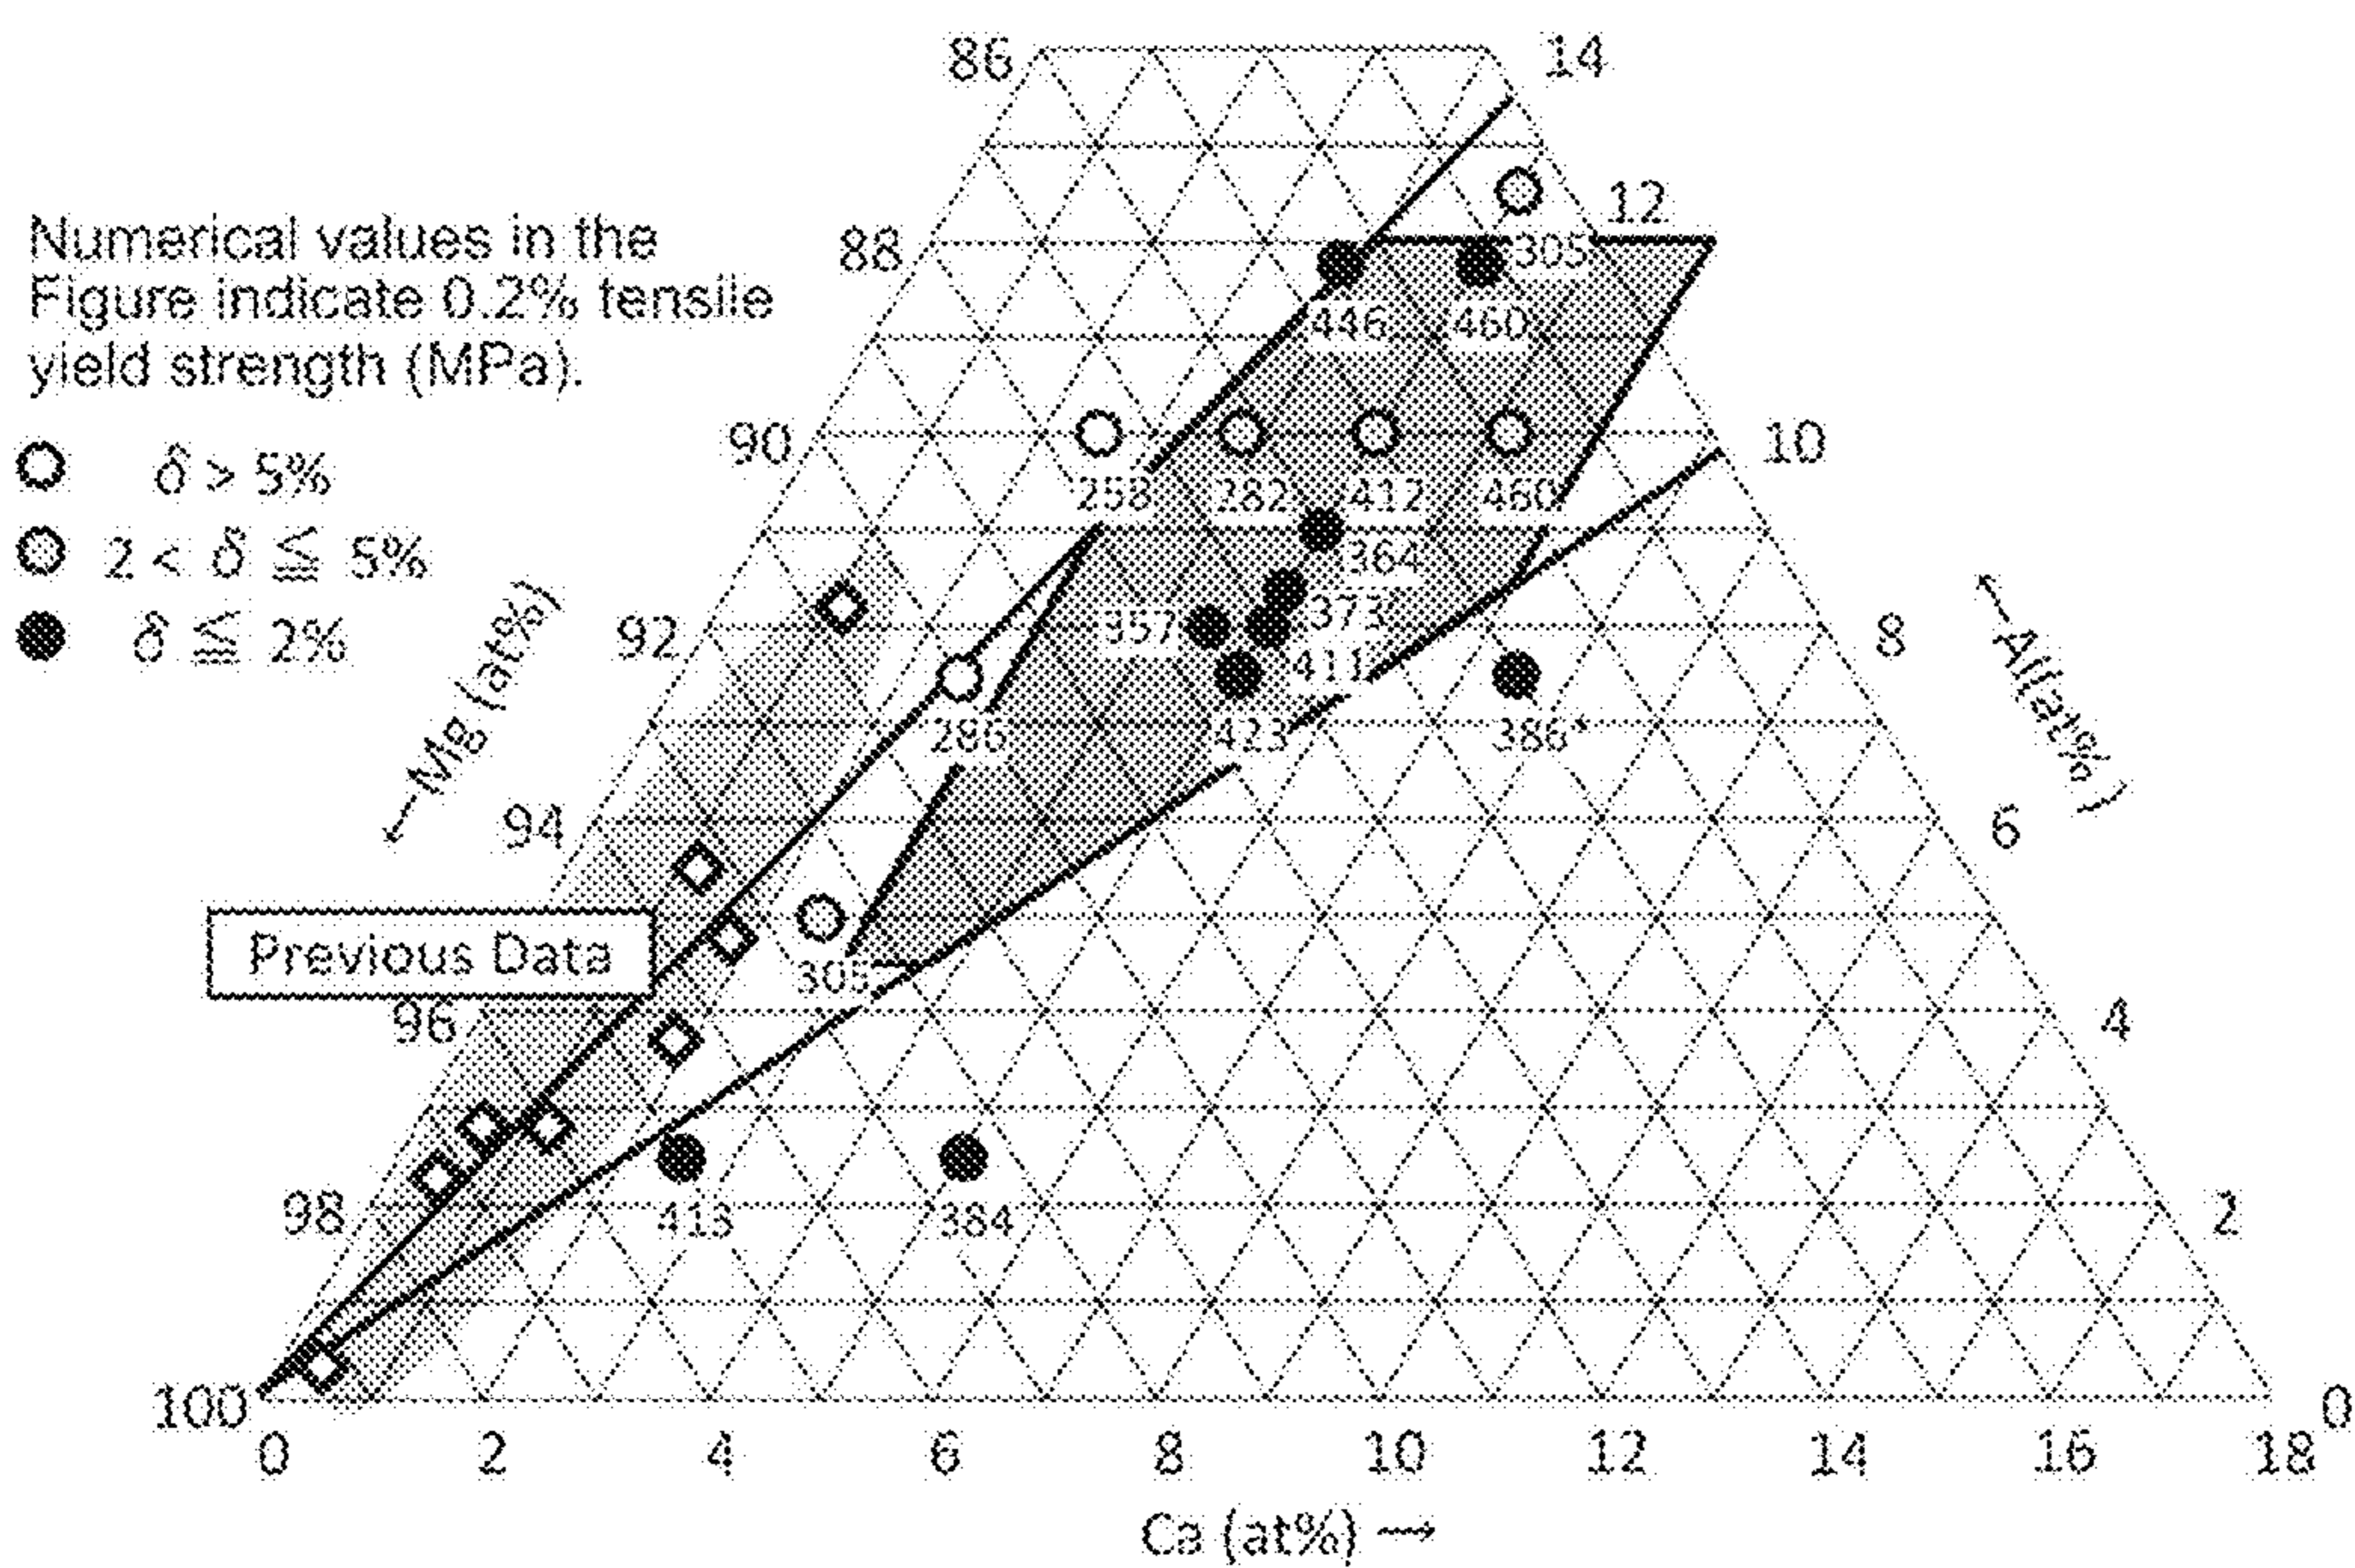 86
14
12
Numerical values in the
Figure indicate 0.2% tensile
yield strength (MPa).
88
305
446 460
90
10
δ > 5%
258 282 412 460
2 < δ ≦ 5%
364
δ ≦ 2%
92
357 373
8
411
←Mg (at%)
←Al(at%)
286 423 386*
94
6
Previous Data
305
96
4
98
413 384
2
100
0
0 2 4 6 8 10 12 14 16 18
Ca (at%) →